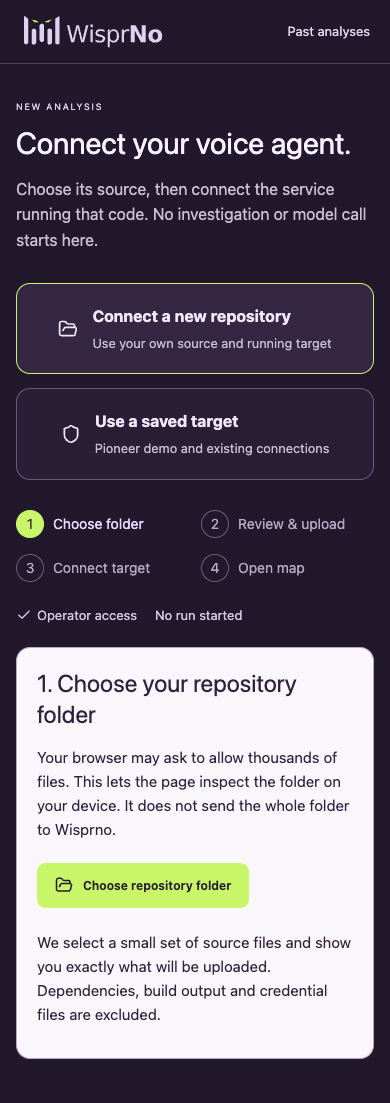 WisprNo
Past analyses
NEW ANALYSIS
Connect your voice agent.
Choose its source, then connect the service
running that code. No investigation or model call
starts here.
Connect a new repository
Use your own source and running target
Use a saved target
Pioneer demo and existing connections
1 Choose folder
2 Review & upload
3 Connect target
4 Open map
Operator access No run started
1. Choose your repository
folder
Your browser may ask to allow thousands of
files. This lets the page inspect the folder on
your device. It does not send the whole folder
to Wisprno.
Choose repository folder
We select a small set of source files and show
you exactly what will be uploaded.
Dependencies, build output and credential
files are excluded.